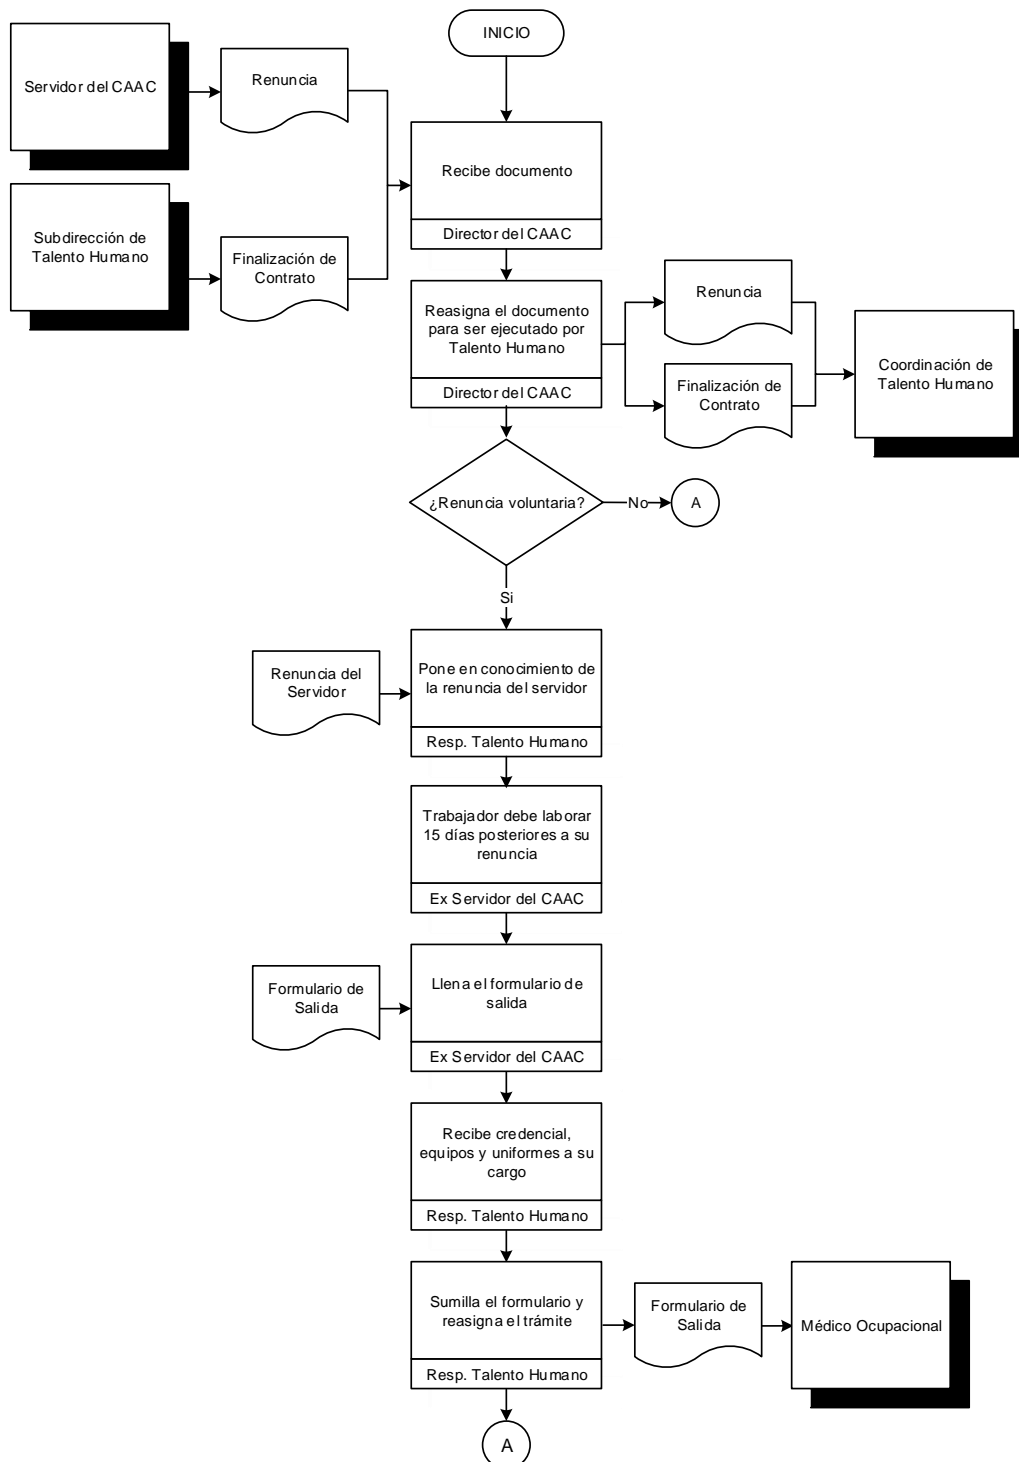 INICIO
Servidor del CAAC
Renuncia
Recibe documento
Director del CAAC
Subdirección de
Talento Humano
Finalización de
Contrato
Reasigna el documento
para ser ejecutado por
Talento Humano
Director del CAAC
Renuncia
Finalización de
Contrato
Coordinación de
Talento Humano
¿Renuncia voluntaria?
No
A
Si
Renuncia del
Servidor
Pone en conocimiento de
la renuncia del servidor
Resp. Talento Humano
Trabajador debe laborar
15 días posteriores a su
renuncia
Ex Servidor del CAAC
Formulario de
Salida
Llena el formulario de
salida
Ex Servidor del CAAC
Recibe credencial,
equipos y uniformes a su
cargo
Resp. Talento Humano
Sumilla el formulario y
reasigna el trámite
Resp. Talento Humano
Formulario de
Salida
Médico Ocupacional
A